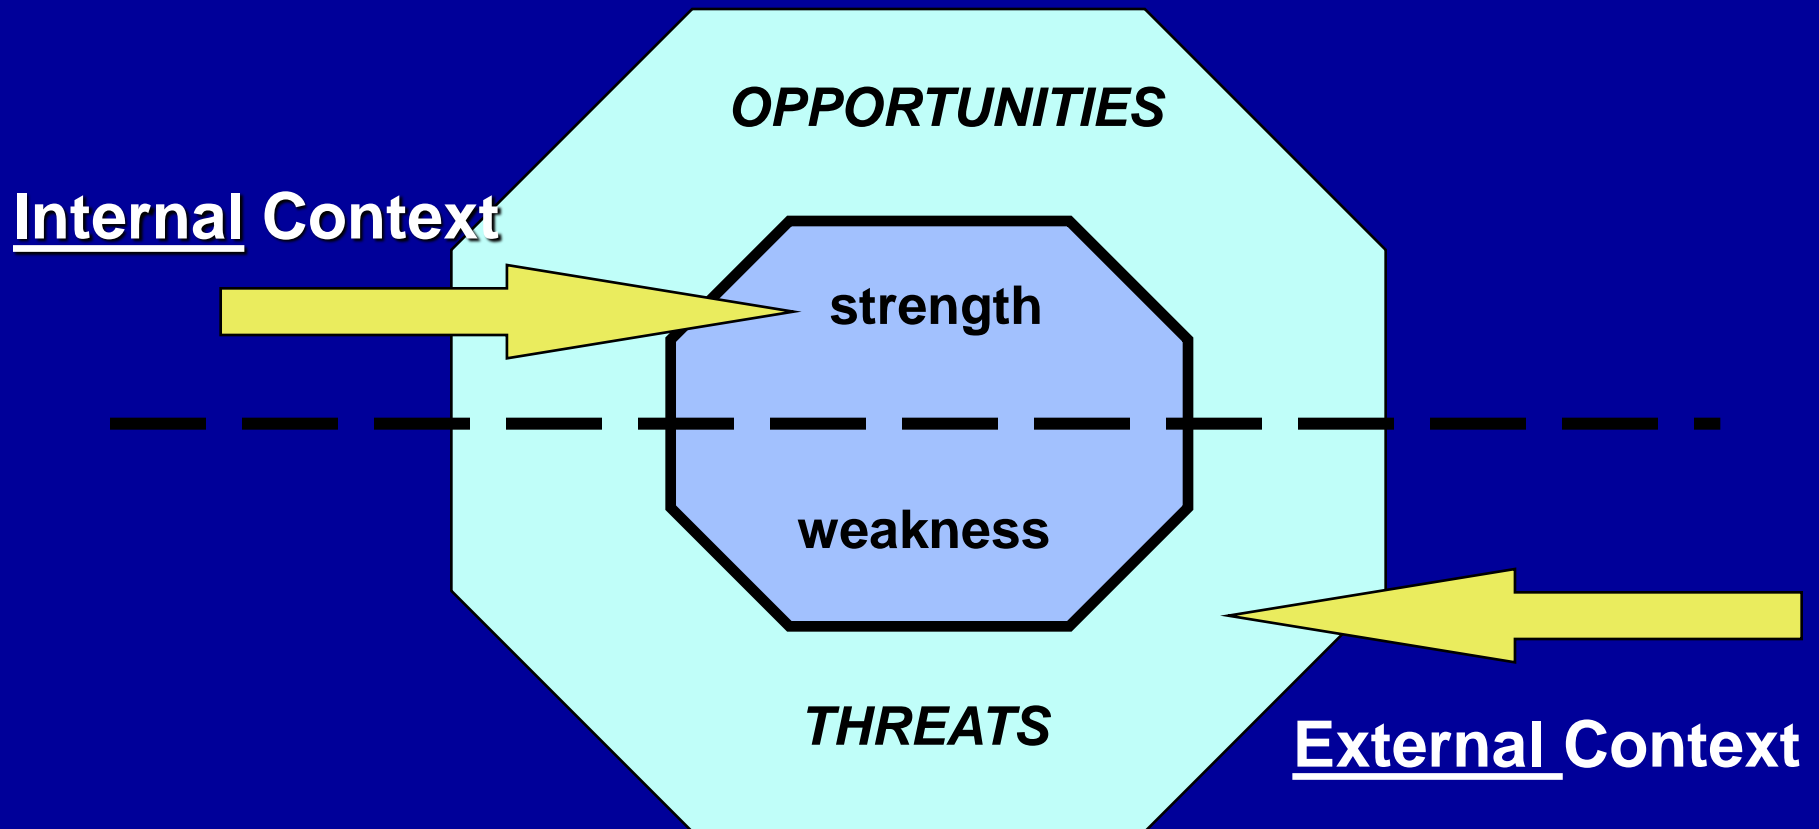 OPPORTUNITIES
Internal Context
strength
weakness
THREATS
External Context